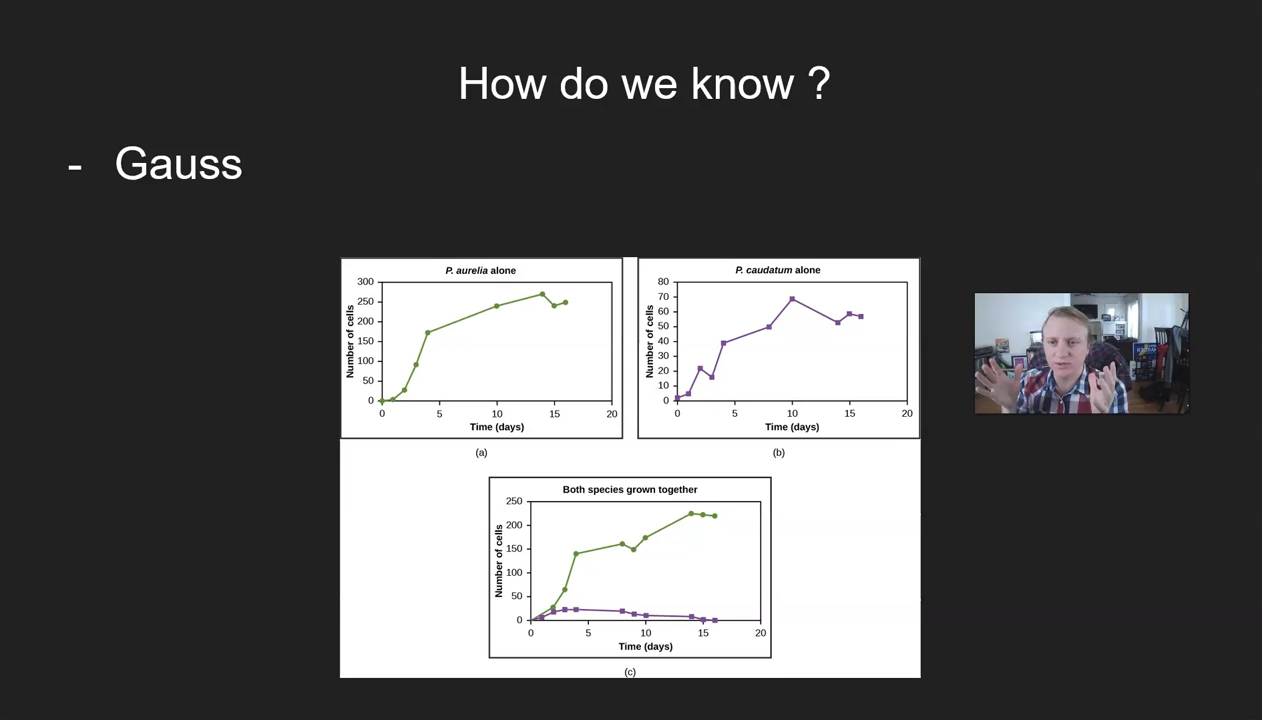 How do we know ?
- Gauss
P. aurelia alone
300
250
200
150
100
50
0
Number of cells
0 5 10 15 20
Time (days)
(a)
P. caudatum alone
80
70
60
50
40
30
20
10
0
Number of cells
0 5 10 15 20
Time (days)
(b)
Both species grown together
250
200
150
100
50
0
Number of cells
0 5 10 15 20
Time (days)
(c)